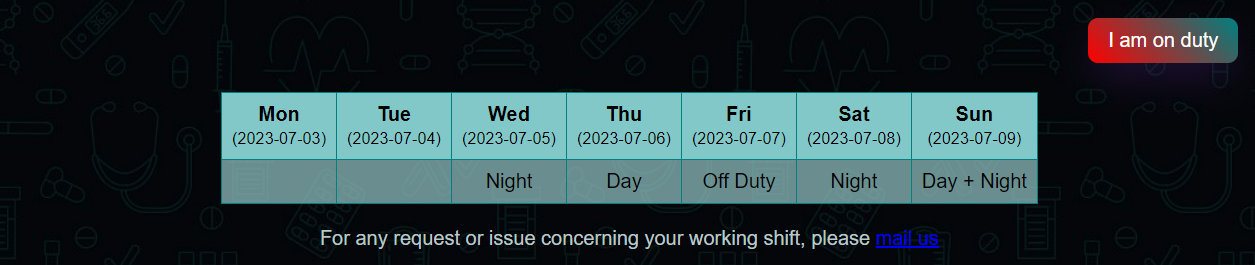 I am on duty
Mon Tue Wed Thu Fri Sat Sun
(2023-07-03) (2023-07-04) (2023-07-05) (2023-07-06) (2023-07-07) (2023-07-08) (2023-07-09)
Night Day Off Duty Night Day + Night
For any request or issue concerning your working shift, please mail us